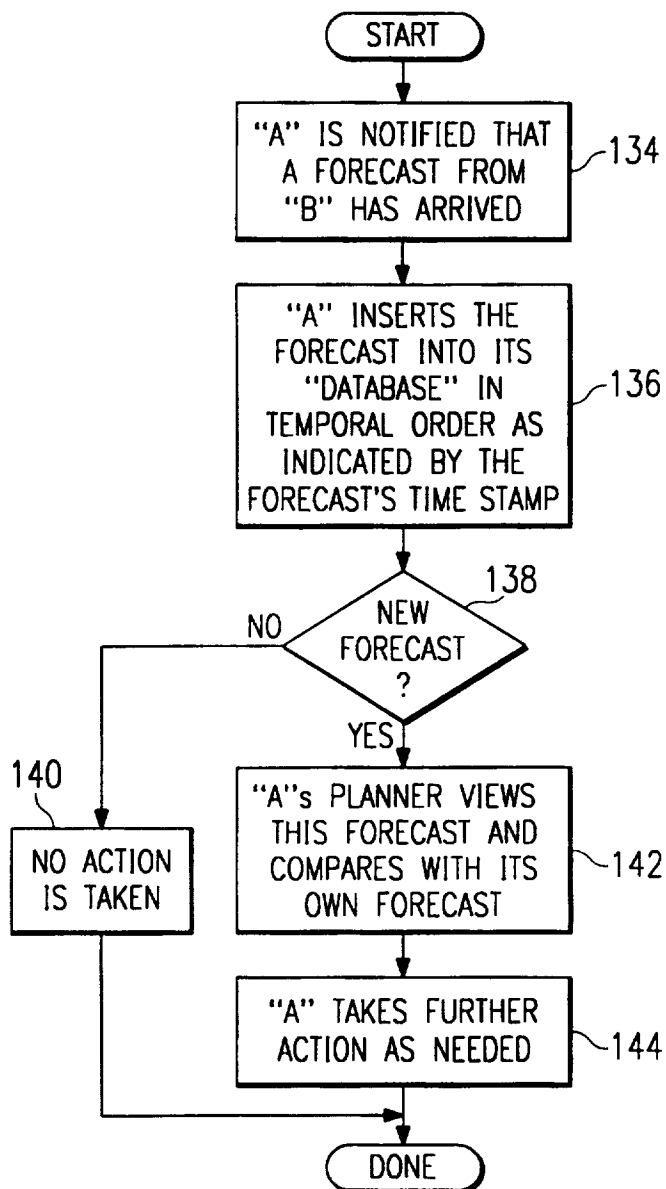 START
"A" IS NOTIFIED THAT
A FORECAST FROM
"B" HAS ARRIVED
134
"A" INSERTS THE
FORECAST INTO ITS
"DATABASE" IN
TEMPORAL ORDER AS
INDICATED BY THE
FORECAST'S TIME STAMP
136
138
NEW
FORECAST
?
NO
YES
140
NO ACTION
IS TAKEN
"A"s PLANNER VIEWS
THIS FORECAST AND
COMPARES WITH ITS
OWN FORECAST
142
"A" TAKES FURTHER
ACTION AS NEEDED
144
DONE